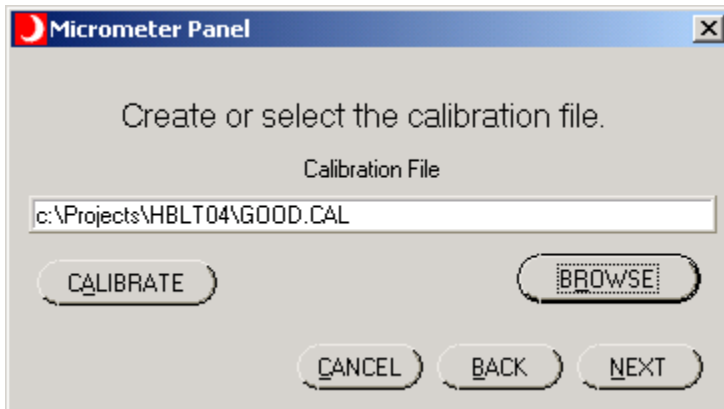 Micrometer Panel
Create or select the calibration file.
Calibration File
c:\Projects\HBLT04\GOOD.CAL
CALIBRATE
BROWSE
CANCEL
BACK
NEXT